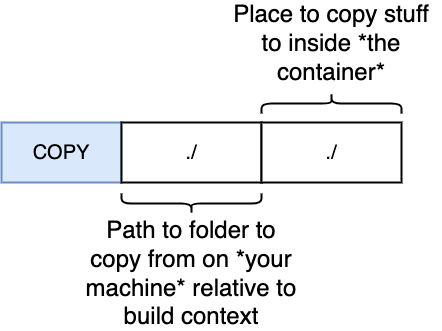 Place to copy stuff
to inside *the
container*
COPY ./ ./
Path to folder to
copy from on *your
machine* relative to
build context